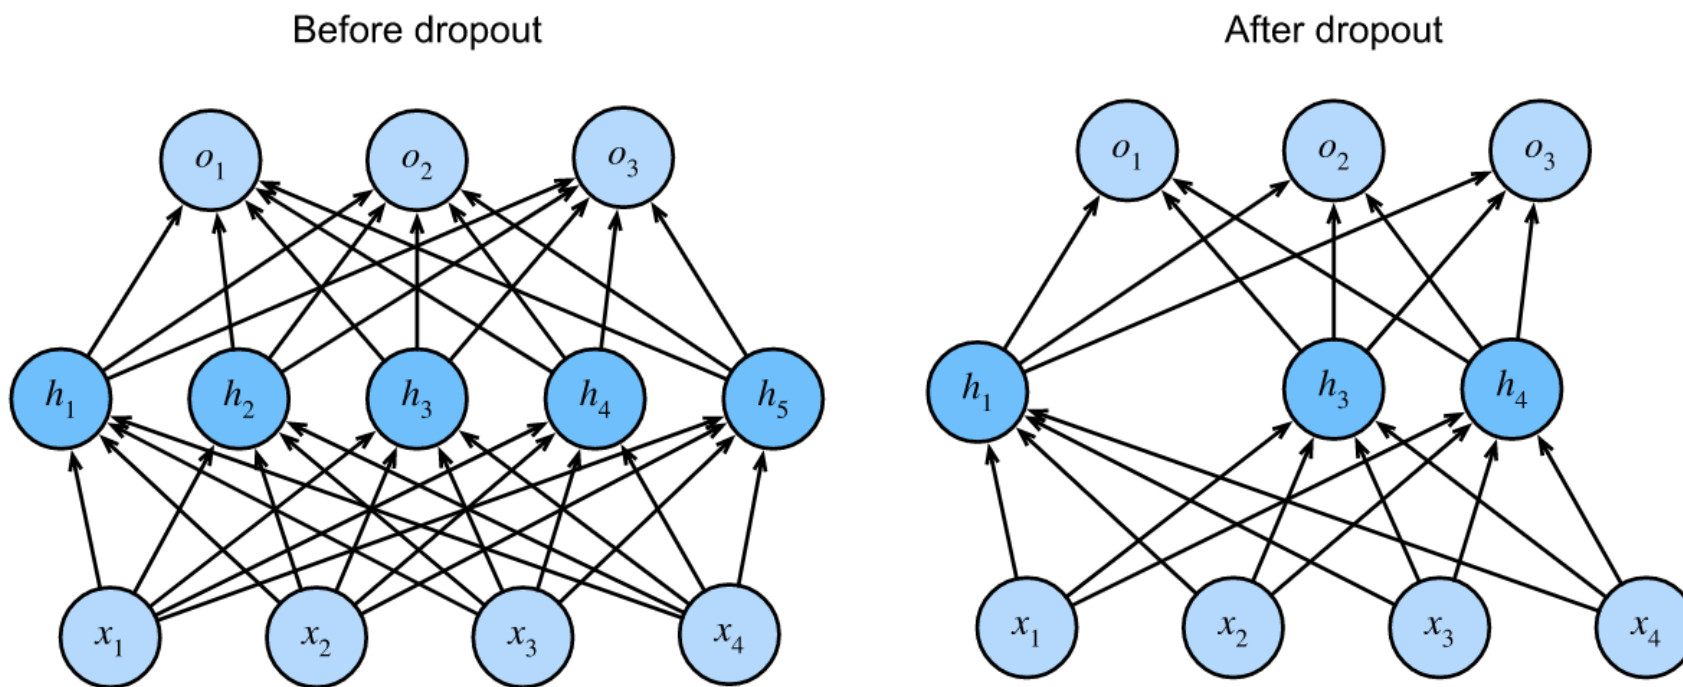 Before dropout
o1 o2 o3
h1 h2 h3 h4 h5
x1 x2 x3 x4
After dropout
o1 o2 o3
h1 h3 h4
x1 x2 x3 x4